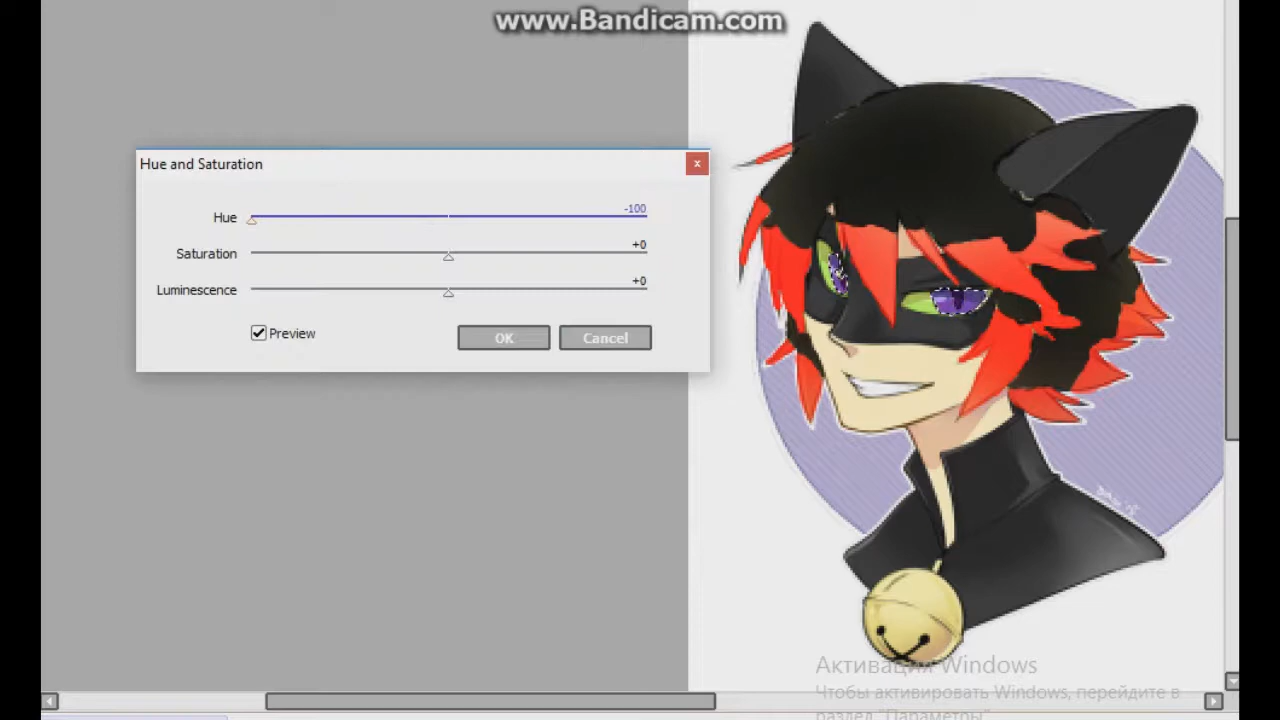 www.Bandicam.com
Hue and Saturation
x
Hue
-100
Saturation
+0
Luminescence
+0
Preview
OK
Cancel
Активация Windows
Чтобы активировать Windows, перейдите в
раздел "Параметры"